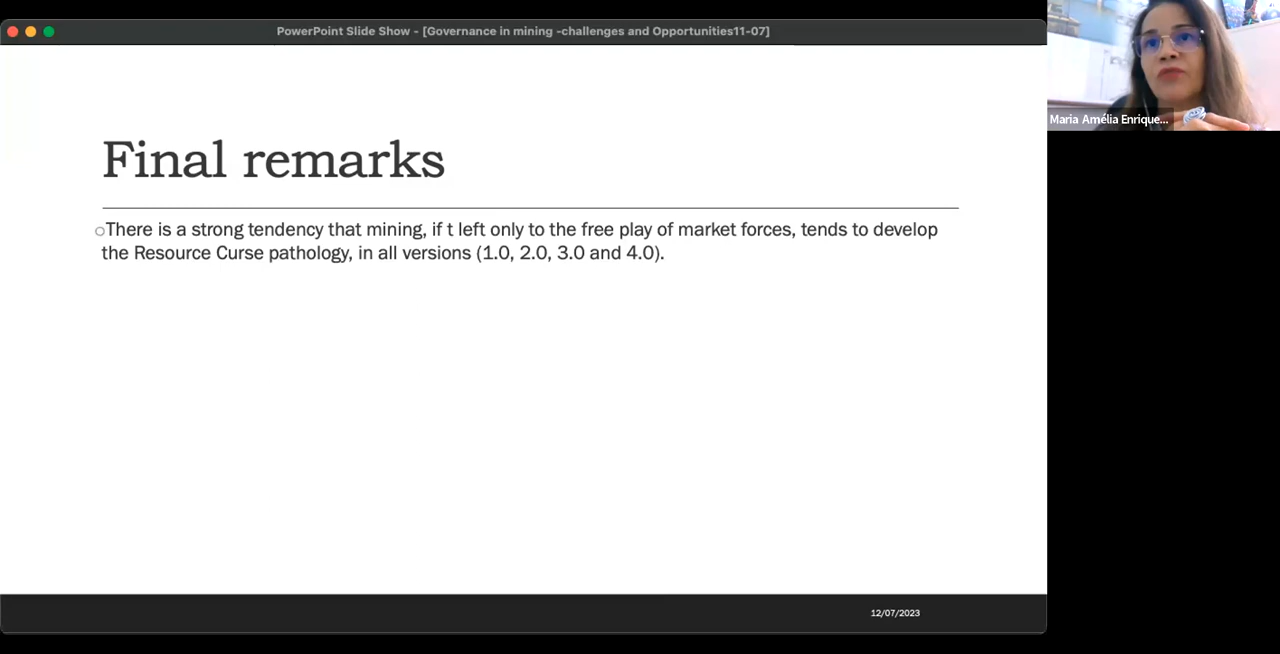 PowerPoint Slide Show - [Governance in mining -challenges and Opportunities11-07]
Maria Amélia Enrique...
Final remarks
○There is a strong tendency that mining, if t left only to the free play of market forces, tends to develop
the Resource Curse pathology, in all versions (1.0, 2.0, 3.0 and 4.0).
12/07/2023